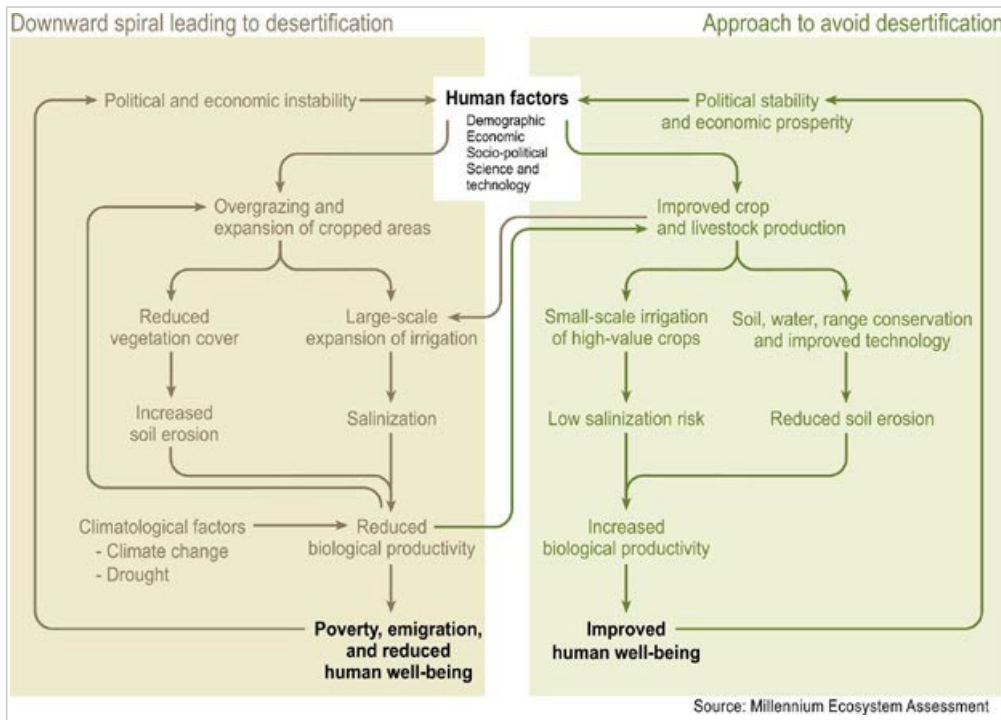 Downward spiral leading to desertification
Approach to avoid desertification
Political and economic instability
Human factors
Demographic
Economic
Socio-political
Science and
technology
Political stability
and economic prosperity
Overgrazing and
expansion of cropped areas
Improved crop
and livestock production
Reduced
vegetation cover
Large-scale
expansion of irrigation
Small-scale irrigation
of high-value crops
Soil, water, range conservation
and improved technology
Increased
soil erosion
Salinization
Low salinization risk
Reduced soil erosion
Climatological factors
- Climate change
- Drought
Reduced
biological productivity
Increased
biological productivity
Poverty, emigration,
and reduced
human well-being
Improved
human well-being
Source: Millennium Ecosystem Assessment